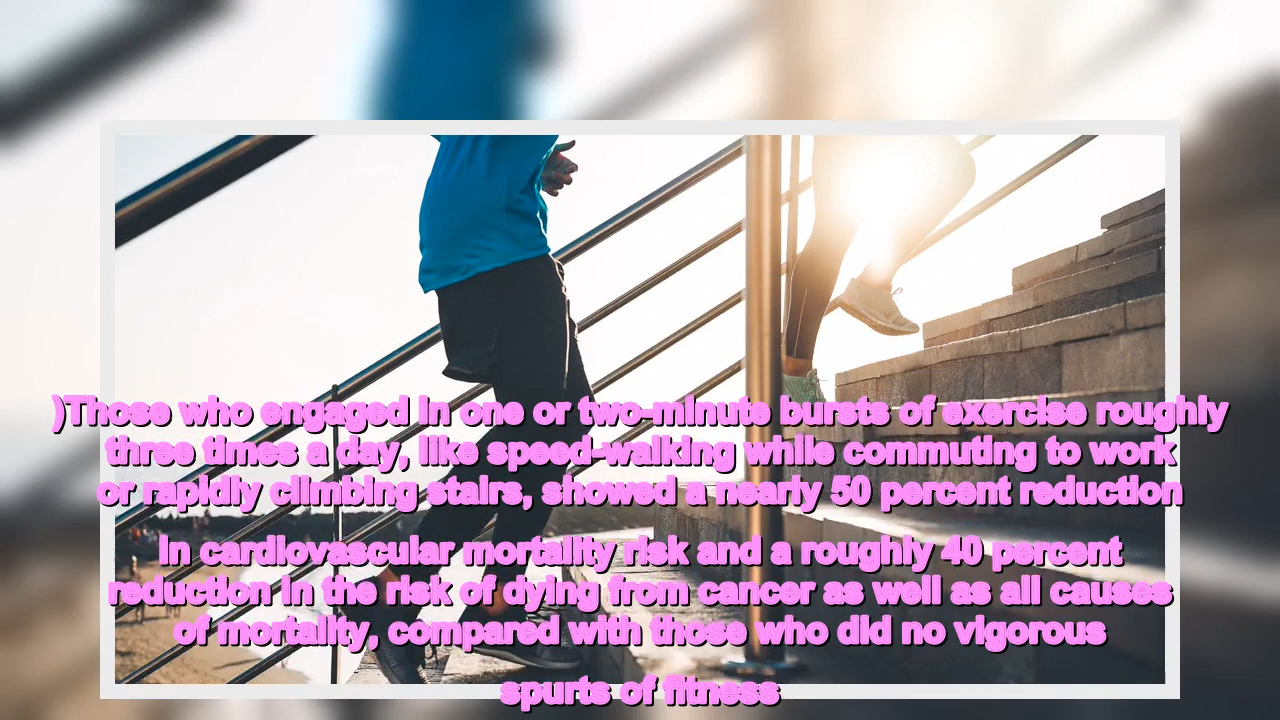 )Those who engaged in one or two-minute bursts of exercise roughly
three times a day, like speed-walking while commuting to work
or rapidly climbing stairs, showed a nearly 50 percent reduction
in cardiovascular mortality risk and a roughly 40 percent
reduction in the risk of dying from cancer as well as all causes
of mortality, compared with those who did no vigorous
spurts of fitness